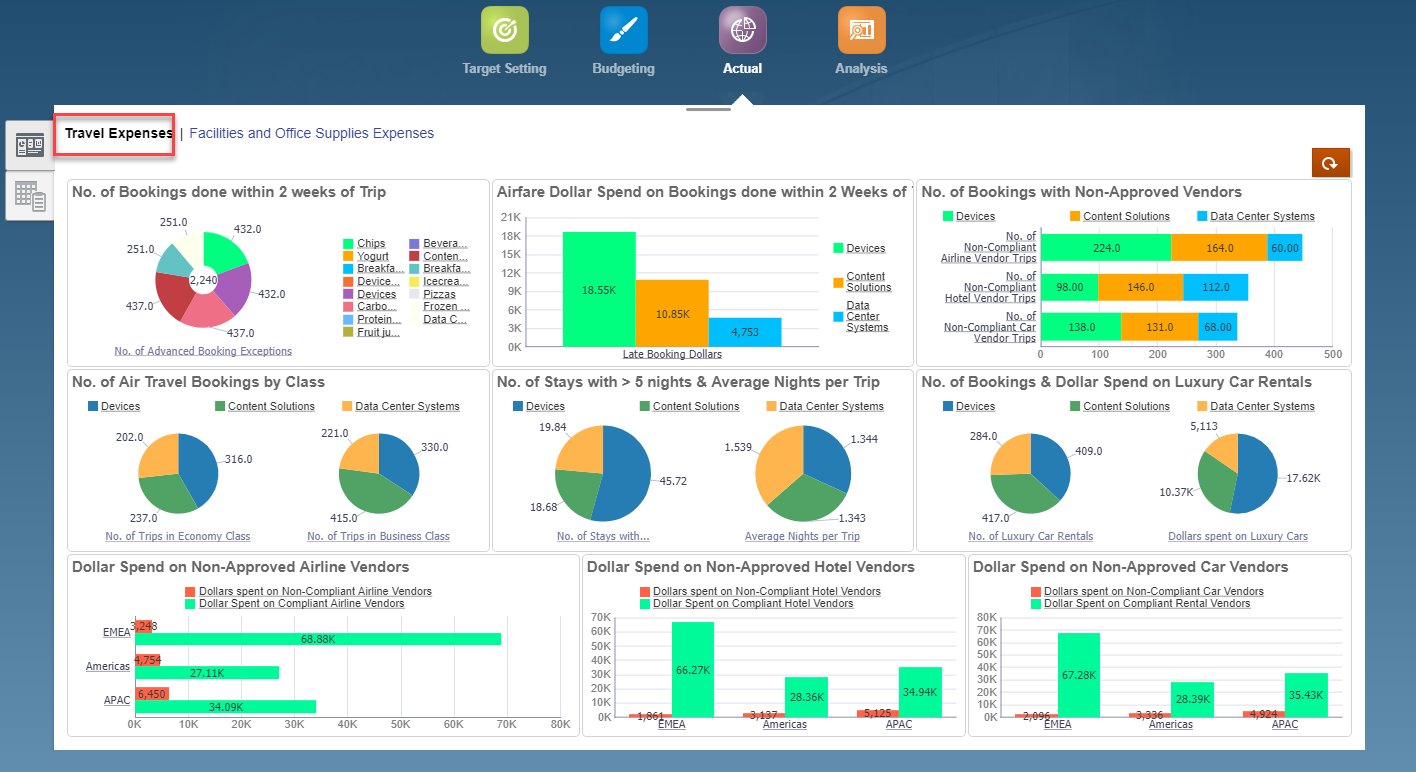 Target Setting
Budgeting
Actual
Analysis
Travel Expenses | Facilities and Office Supplies Expenses
No. of Bookings done within 2 weeks of Trip
251.0
432.0
251.0
2,240
432.0
437.0
437.0
Chips
Yogurt
Breakfa...
Device...
Devices
Carbo...
Protein...
Fruit ju...
Bevera...
Conten...
Breakfa...
Icecrea...
Pizzas
Frozen ...
Data C...
No. of Advanced Booking Exceptions
Airfare Dollar Spend on Bookings done within 2 Weeks of
21K
18K
15K
12K
9K
6K
3K
0K
18.55K
10.85K
4,753
Late Booking Dollars
Devices
Content
Solutions
Data
Center
Systems
No. of Bookings with Non-Approved Vendors
Devices
Content Solutions
Data Center Systems
No. of
Non-Compliant
Airline Vendor Trips
224.0
164.0
60.00
No. of
Non-Compliant
Hotel Vendor Trips
98.00
146.0
112.0
No. of
Non-Compliant Car
Vendor Trips
138.0
131.0
68.00
0
100
200
300
400
500
No. of Air Travel Bookings by Class
Devices
Content Solutions
Data Center Systems
202.0
316.0
237.0
No. of Trips in Economy Class
221.0
330.0
415.0
No. of Trips in Business Class
No. of Stays with > 5 nights & Average Nights per Trip
Devices
Content Solutions
Data Center Systems
19.84
45.72
18.68
No. of Stays with...
1.539
1.344
1.343
Average Nights per Trip
No. of Bookings & Dollar Spend on Luxury Car Rentals
Devices
Content Solutions
Data Center Systems
284.0
409.0
417.0
No. of Luxury Car Rentals
5,113
17.62K
10.37K
Dollars spent on Luxury Cars
Dollar Spend on Non-Approved Airline Vendors
Dollars spent on Non-Compliant Airline Vendors
Dollar Spent on Compliant Airline Vendors
EMEA
3,248
68.88K
Americas
4,754
27.11K
APAC
6,450
34.09K
0K
10K
20K
30K
40K
50K
60K
70K
80K
Dollar Spend on Non-Approved Hotel Vendors
Dollars spent on Non-Compliant Hotel Vendors
Dollar Spent on Compliant Hotel Vendors
70K
60K
50K
40K
30K
20K
10K
0K
1,861
66.27K
3,137
28.36K
5,125
34.94K
EMEA
Americas
APAC
Dollar Spend on Non-Approved Car Vendors
Dollars spent on Non-Compliant Car Vendors
Dollar Spent on Compliant Rental Vendors
80K
70K
60K
50K
40K
30K
20K
10K
0K
2,096
67.28K
3,336
28.39K
4,924
35.43K
EMEA
Americas
APAC